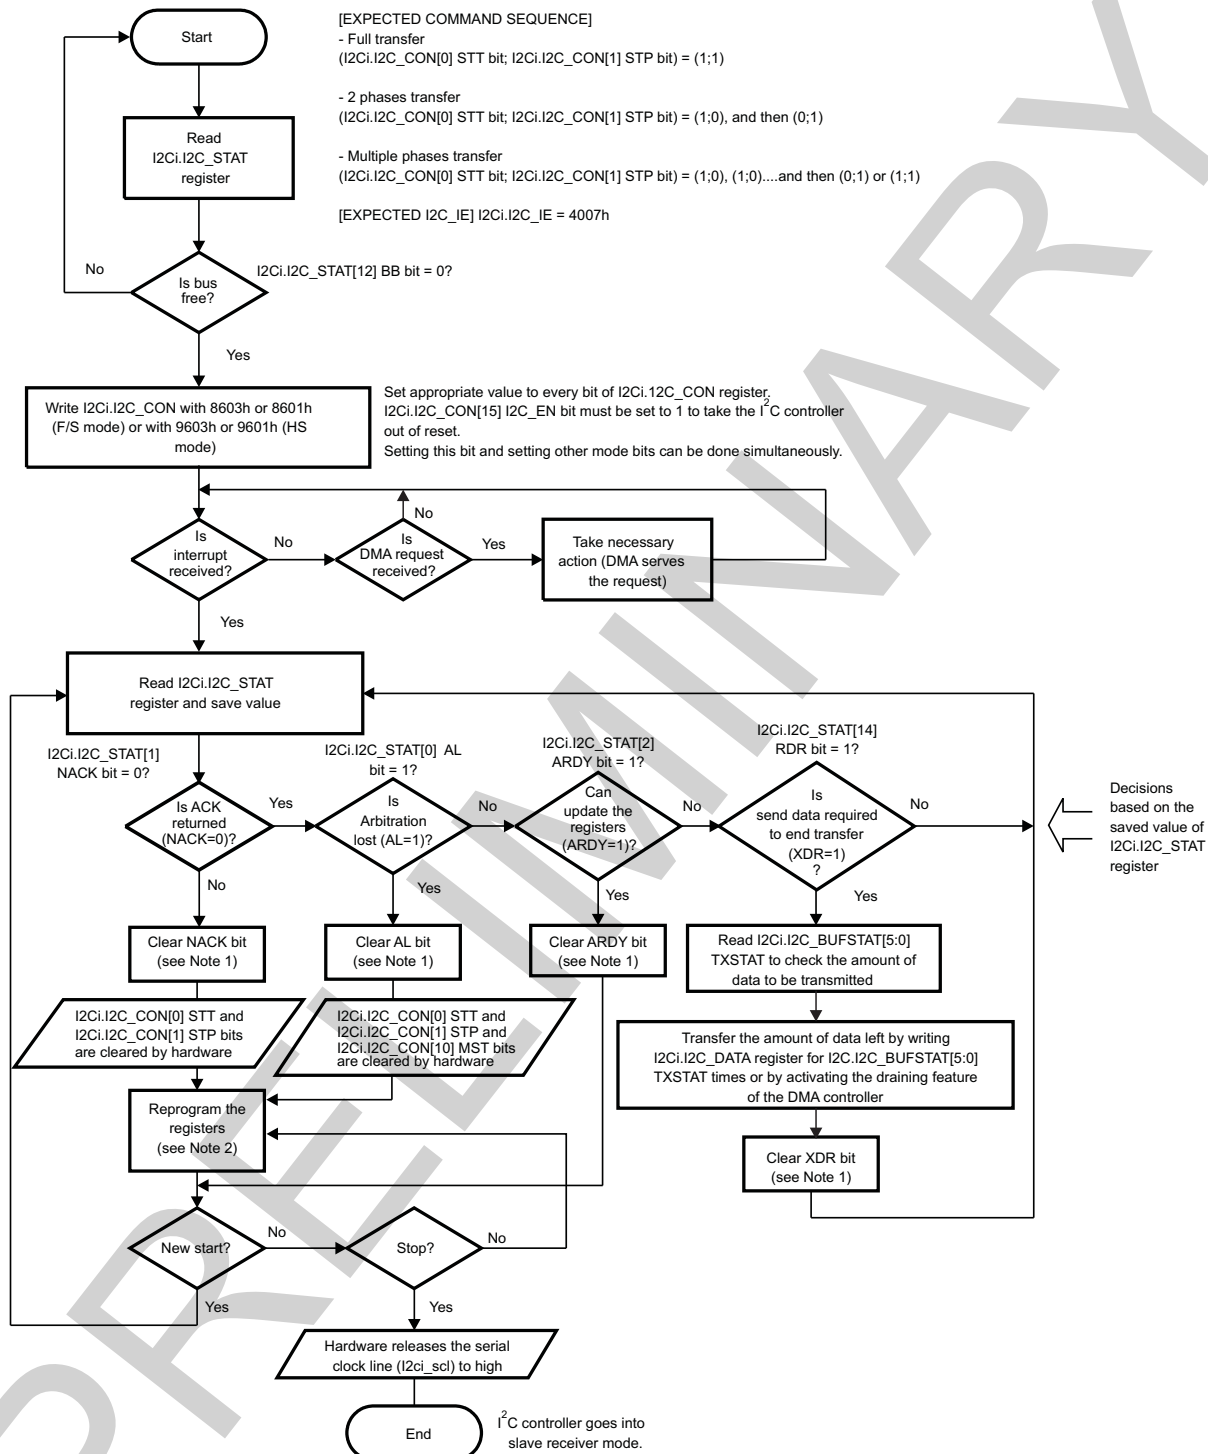 Start
[EXPECTED COMMAND SEQUENCE]
- Full transfer
(I2Ci.I2C_CON[0] STT bit; I2Ci.I2C_CON[1] STP bit) = (1;1)
- 2 phases transfer
(I2Ci.I2C_CON[0] STT bit; I2Ci.I2C_CON[1] STP bit) = (1;0), and then (0;1)
- Multiple phases transfer
(I2Ci.I2C_CON[0] STT bit; I2Ci.I2C_CON[1] STP bit) = (1;0), (1;0)....and then (0;1) or (1;1)
[EXPECTED I2C_IE] I2Ci.I2C_IE = 4007h
Read
I2Ci.I2C_STAT
register
No
Is bus
free?
I2Ci.I2C_STAT[12] BB bit = 0?
Yes
Write I2Ci.I2C_CON with 8603h or 8601h
(F/S mode) or with 9603h or 9601h (HS
mode)
Set appropriate value to every bit of I2Ci.12C_CON register.
I2Ci.I2C_CON[15] I2C_EN bit must be set to 1 to take the I²C controller
out of reset.
Setting this bit and setting other mode bits can be done simultaneously.
Is
interrupt
received?
No
No
Is
DMA request
received?
Yes
Take necessary
action (DMA serves
the request)
Yes
Read I2Ci.I2C_STAT
register and save value
I2Ci.I2C_STAT[1]
NACK bit = 0?
I2Ci.I2C_STAT[0] AL
bit = 1?
I2Ci.I2C_STAT[2]
ARDY bit = 1?
I2Ci.I2C_STAT[14]
RDR bit = 1?
Is ACK
returned
(NACK=0)?
Yes
Is
Arbitration
lost (AL=1)?
No
Can
update the
registers
(ARDY=1)?
No
Is
send data required
to end transfer
(XDR=1)
?
No
Decisions
based on the
saved value of
I2Ci.I2C_STAT
register
No
Yes
Yes
Yes
Clear NACK bit
(see Note 1)
Clear AL bit
(see Note 1)
Clear ARDY bit
(see Note 1)
Read I2Ci.I2C_BUFSTAT[5:0]
TXSTAT to check the amount of
data to be transmitted
I2Ci.I2C_CON[0] STT and
I2Ci.I2C_CON[1] STP bits
are cleared by hardware
I2Ci.I2C_CON[0] STT and
I2Ci.I2C_CON[1] STP and
I2Ci.I2C_CON[10] MST bits
are cleared by hardware
Transfer the amount of data left by writing
I2Ci.I2C_DATA register for I2C.I2C_BUFSTAT[5:0]
TXSTAT times or by activating the draining feature
of the DMA controller
Reprogram the
registers
(see Note 2)
Clear XDR bit
(see Note 1)
New start?
No
Stop?
No
Yes
Yes
Hardware releases the serial
clock line (I2ci_scl) to high
End
I²C controller goes into
slave receiver mode.
PRELIMINARY